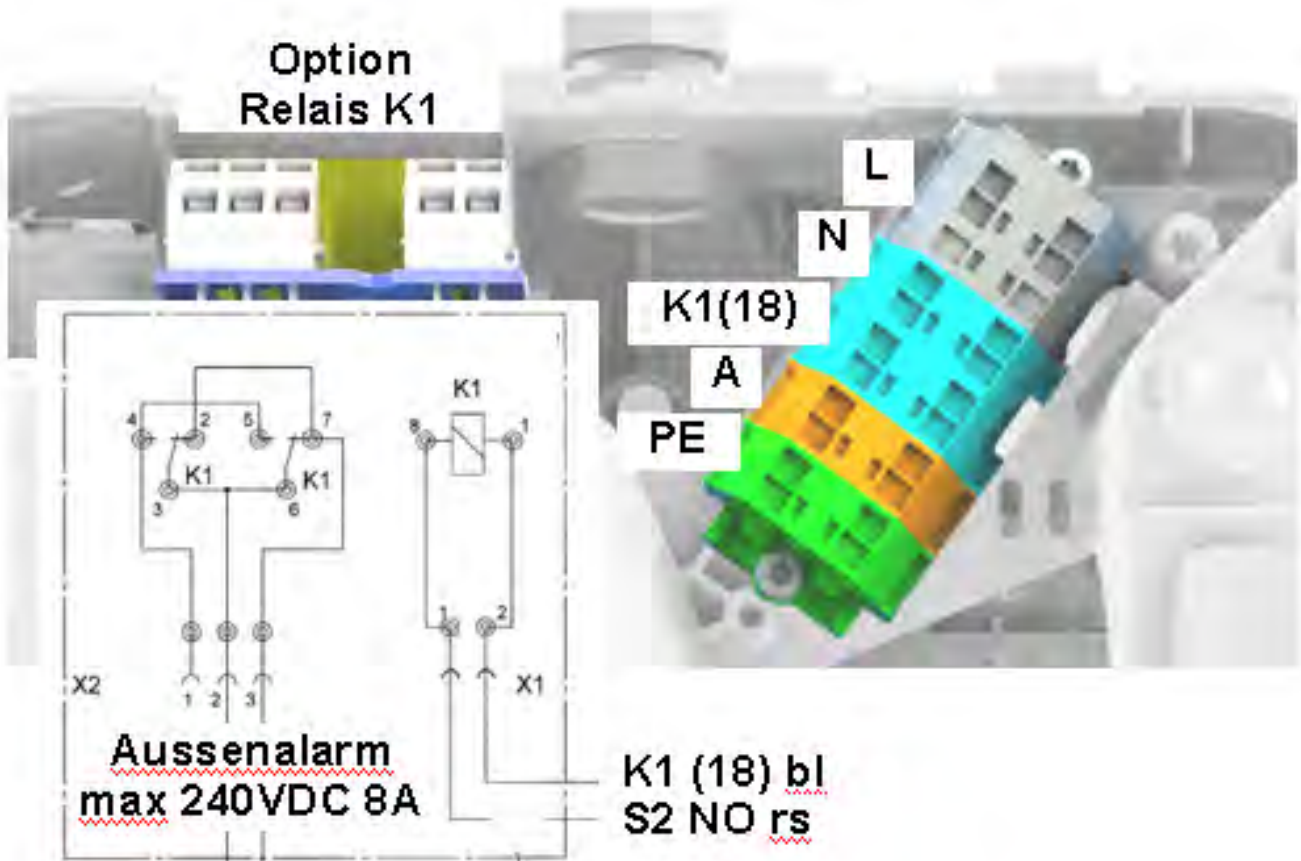 Option
Relais K1
L
N
K1(18)
A
PE
K1
4 2 5 7
8 1
K1 K1
3 6
1 2
X2 X1
1 2 3
Aussenalarm
max 240VDC 8A
K1 (18) bl
S2 NO rs